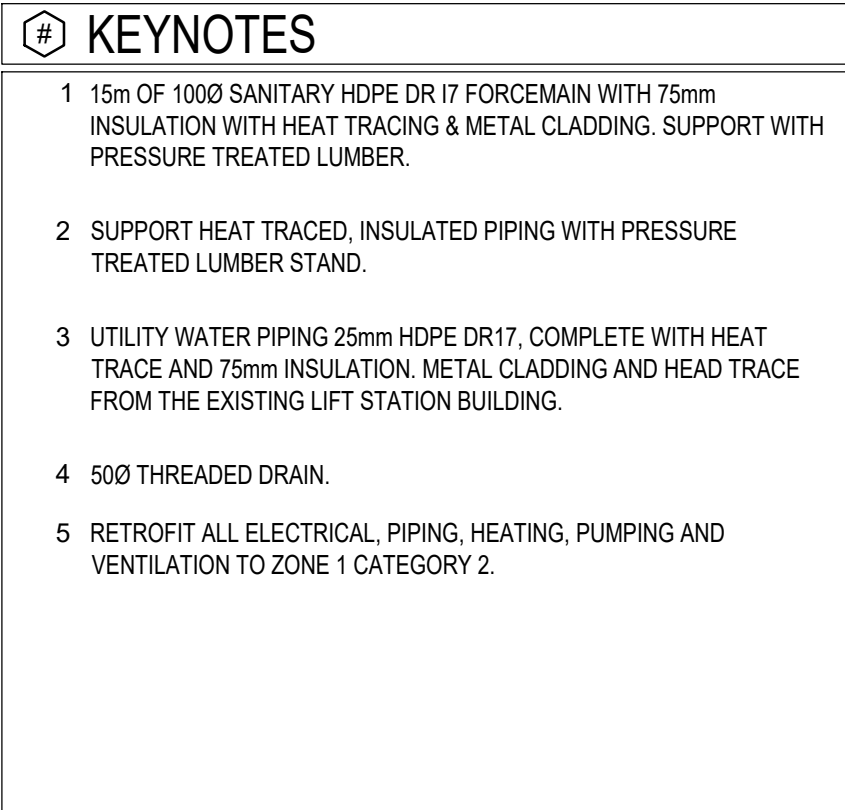 # KEYNOTES
1 15m OF 100Ø SANITARY HDPE DR I7 FORCEMAIN WITH 75mm
INSULATION WITH HEAT TRACING & METAL CLADDING. SUPPORT WITH
PRESSURE TREATED LUMBER.
2 SUPPORT HEAT TRACED, INSULATED PIPING WITH PRESSURE
TREATED LUMBER STAND.
3 UTILITY WATER PIPING 25mm HDPE DR17, COMPLETE WITH HEAT
TRACE AND 75mm INSULATION. METAL CLADDING AND HEAD TRACE
FROM THE EXISTING LIFT STATION BUILDING.
4 50Ø THREADED DRAIN.
5 RETROFIT ALL ELECTRICAL, PIPING, HEATING, PUMPING AND
VENTILATION TO ZONE 1 CATEGORY 2.